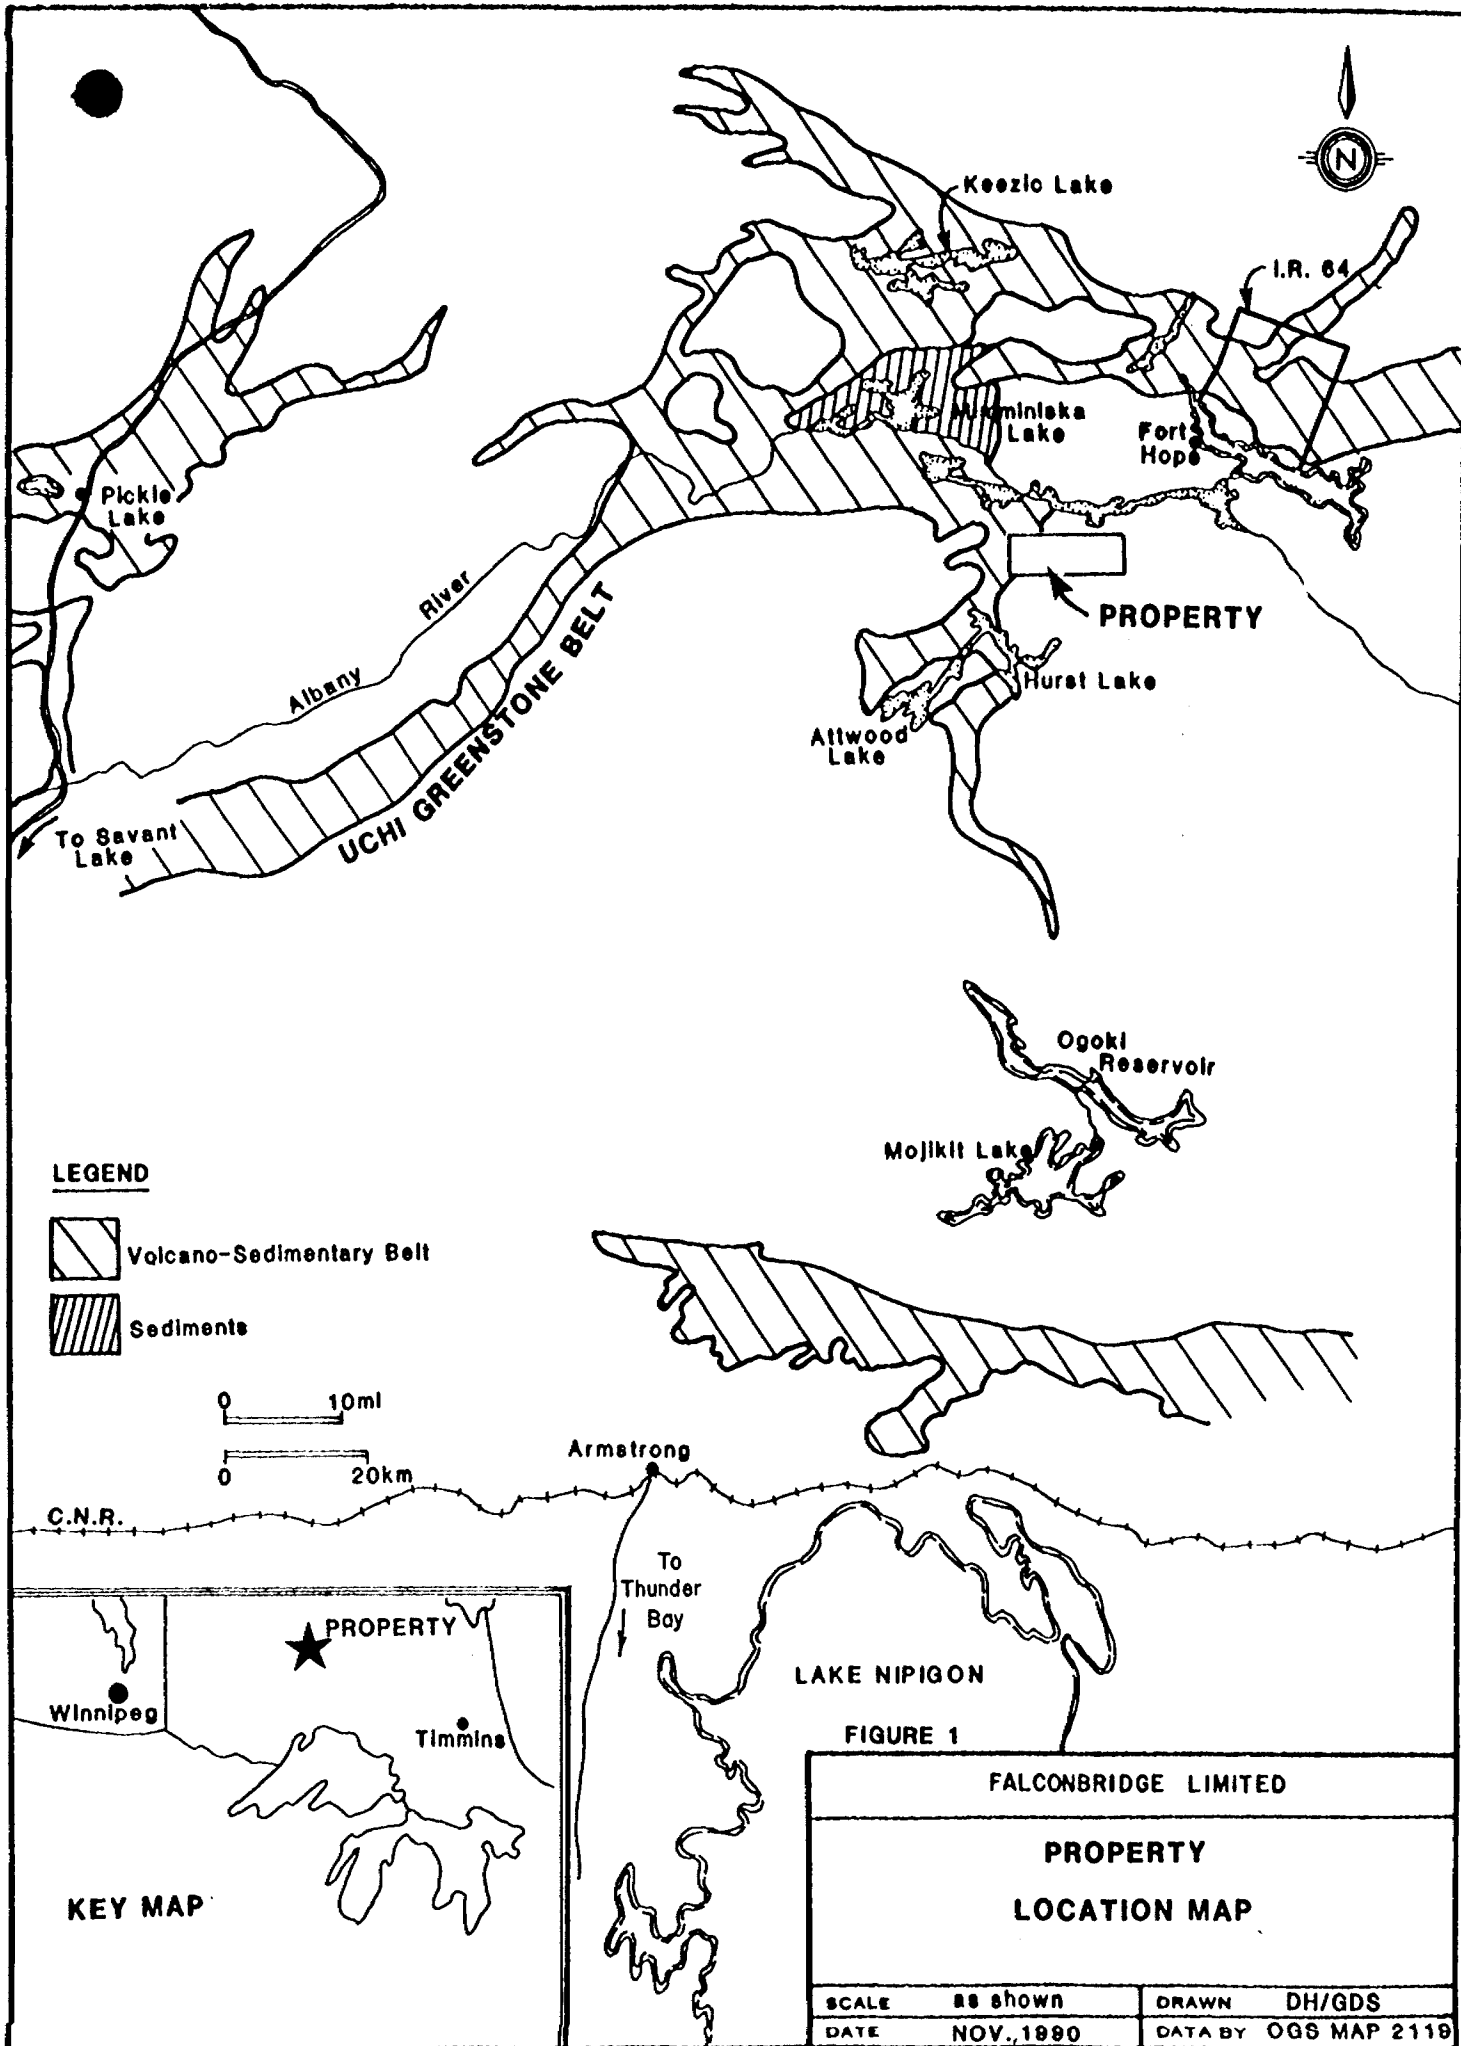 N
Keezic Lake
I.R. 64
Miminiska
Lake
Fort
Hope
Pickle
Lake
PROPERTY
River
Albany
UCHI GREENSTONE BELT
Hurst Lake
Attwood
Lake
To Savant
Lake
Ogoki
Reservoir
Mojikit Lake
LEGEND
Volcano-Sedimentary Belt
Sediments
0 10mi
0 20km
Armstrong
C.N.R.
To
Thunder
Bay
LAKE NIPIGON
PROPERTY
Winnipeg
Timmins
KEY MAP
FIGURE 1
FALCONBRIDGE LIMITED
PROPERTY
LOCATION MAP
SCALE as shown DRAWN DH/GDS
DATE NOV.,1990 DATA BY OGS MAP 2119